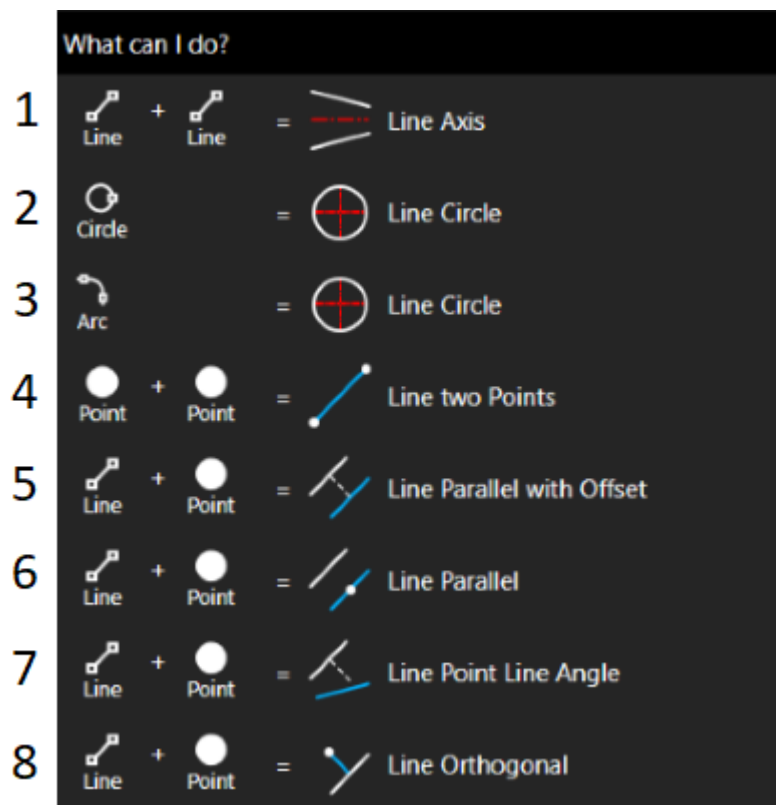 What can I do?
1 Line + Line = Line Axis
2 Circle = Line Circle
3 Arc = Line Circle
4 Point + Point = Line two Points
5 Line + Point = Line Parallel with Offset
6 Line + Point = Line Parallel
7 Line + Point = Line Point Line Angle
8 Line + Point = Line Orthogonal